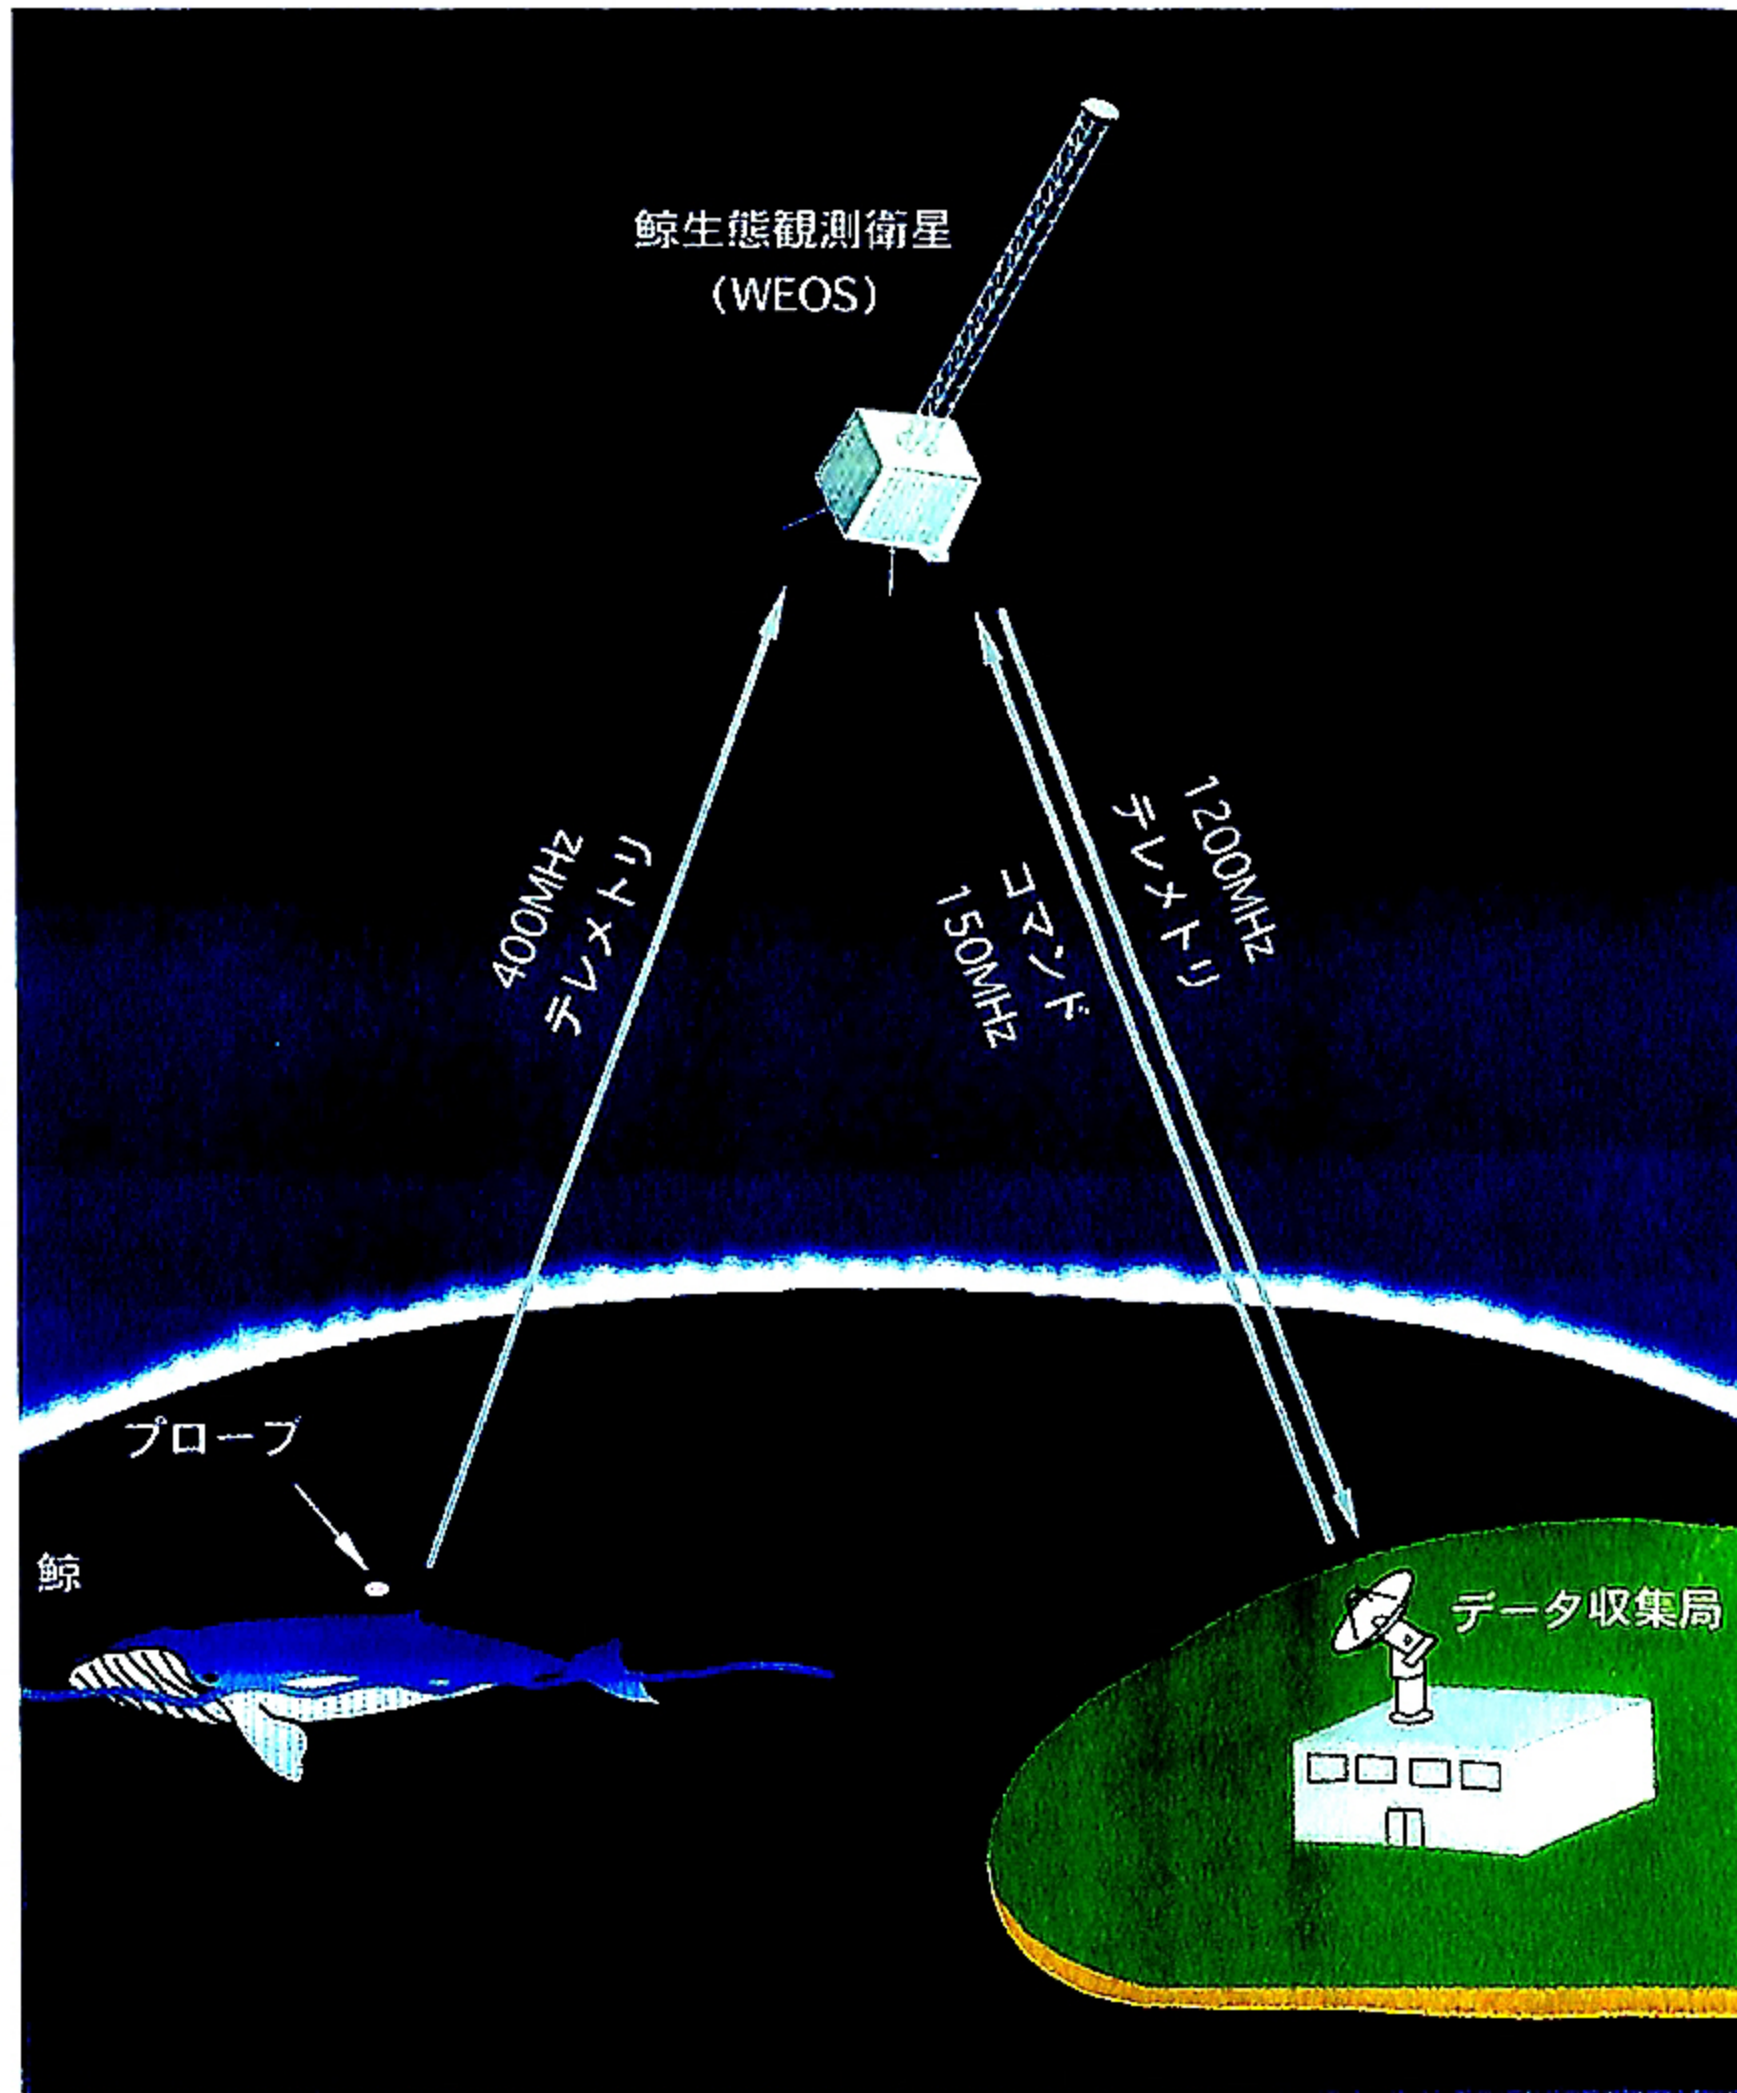 鯨生態観測衛星
(WEOS)
400MHz
テレメトリ
1200MHz
テレメトリ
コマンド
150MHz
プローブ
鯨
データ収集局